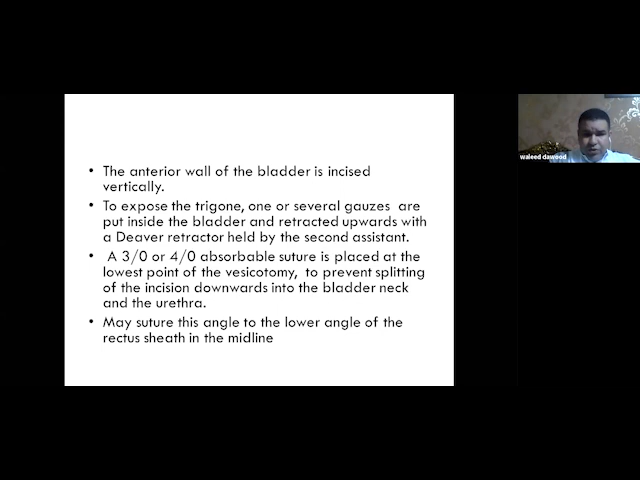 • The anterior wall of the bladder is incised
vertically.
• To expose the trigone, one or several gauzes are
put inside the bladder and retracted upwards with
a Deaver retractor held by the second assistant.
• A 3/0 or 4/0 absorbable suture is placed at the
lowest point of the vesicotomy, to prevent splitting
of the incision downwards into the bladder neck
and the urethra.
• May suture this angle to the lower angle of the
rectus sheath in the midline
waleed dawood